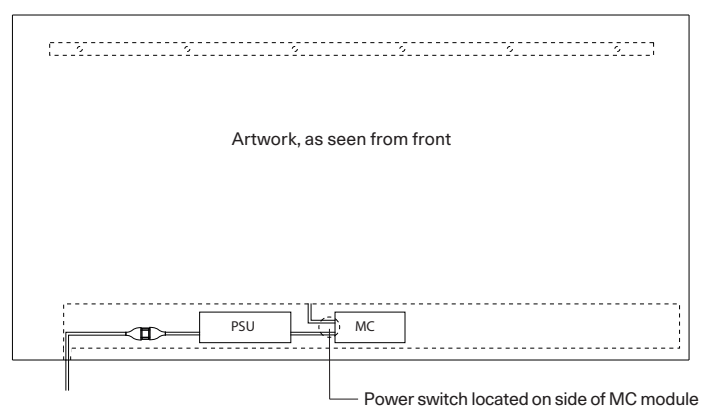 Artwork, as seen from front
PSU
MC
Power switch located on side of MC module